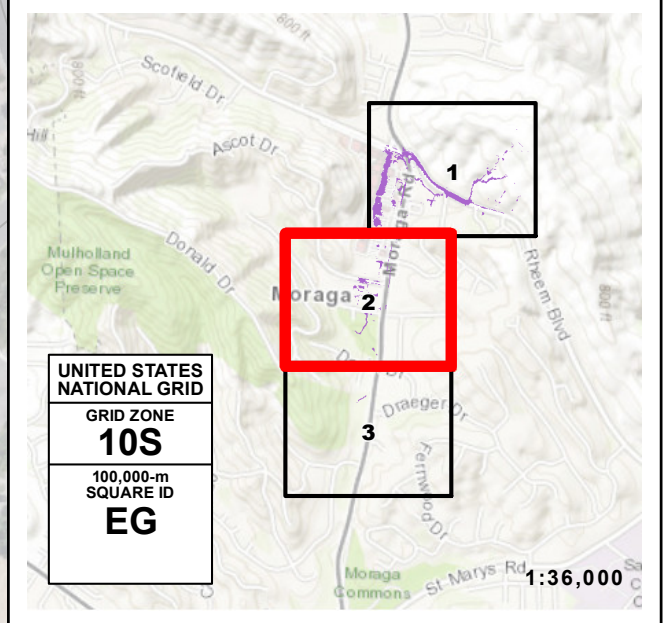 800 ft
800 ft
Scofield Dr
Hill
Ascot Dr
1
Moraga Rd
Mulholland
Open Space
Preserve
Donald Dr
Rheem Blvd
800 ft
Moraga
2
UNITED STATES
NATIONAL GRID
GRID ZONE
10S
100,000-m
SQUARE ID
EG
Draeger Dr
3
Fernwood Dr
Moraga
Commons
St Marys Rd
1:36,000